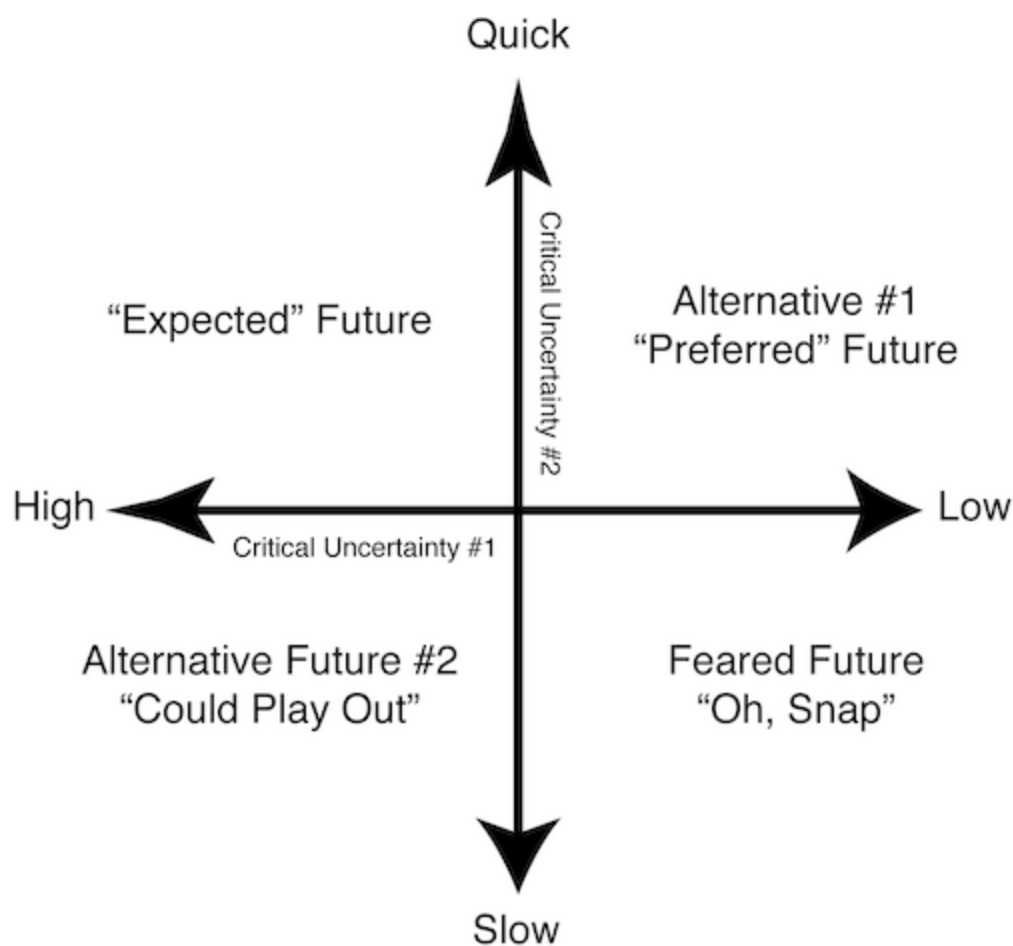 Quick
Critical Uncertainty #2
“Expected” Future
Alternative #1
“Preferred” Future
High
Low
Critical Uncertainty #1
Alternative Future #2
“Could Play Out”
Feared Future
“Oh, Snap”
Slow